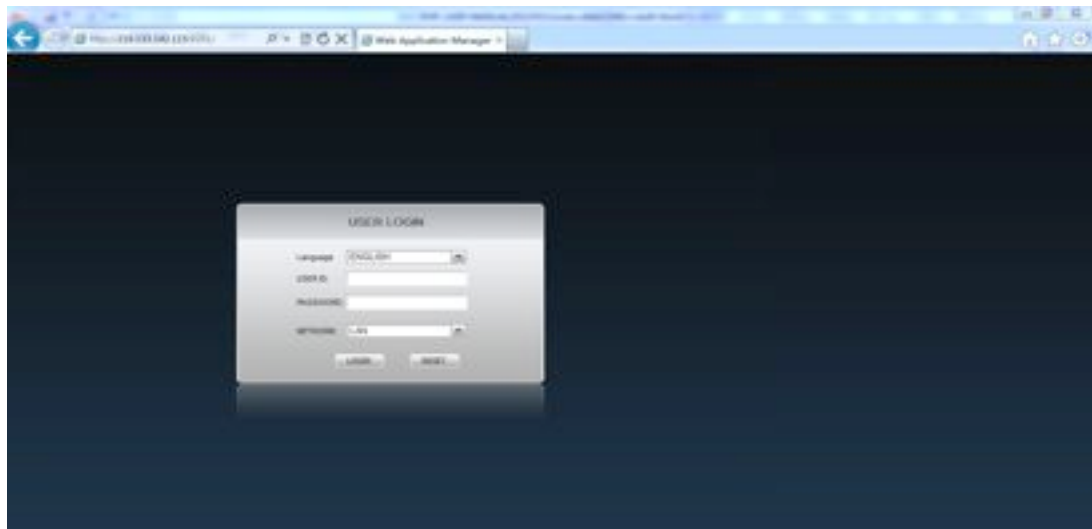 Web Application Manager
USER LOGIN
Language
ENGLISH
USER ID
PASSWORD
NETWORK
LAN
LOGIN
RESET